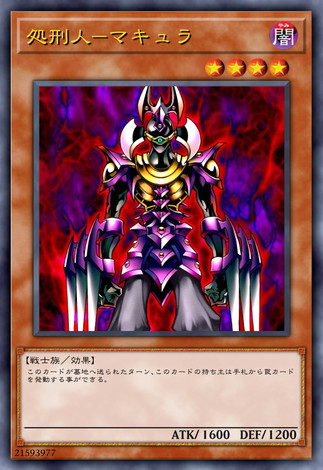 処刑人－マキュラ
闇
やみ
【戦士族／効果】
このカードが墓地へ送られたターン、このカードの持ち主は手札から罠カード
を発動する事ができる。
ATK/ 1600 DEF/ 1200
21593977